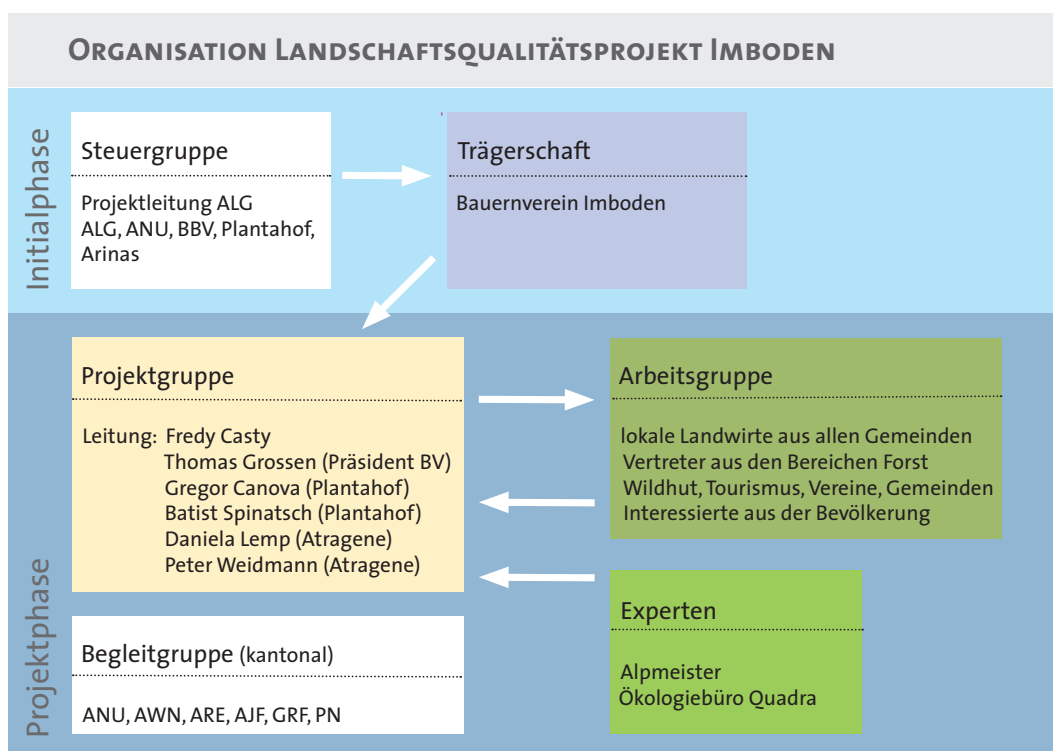 ORGANISATION LANDSCHAFTSQUALITÄTSPROJEKT IMBODEN
Initialphase
Steuergruppe
Projektleitung ALG
ALG, ANU, BBV, Plantahof,
Arinas
Trägerschaft
Bauernverein Imboden
Projektphase
Projektgruppe
Leitung: Fredy Casty
Thomas Grossen (Präsident BV)
Gregor Canova (Plantahof)
Batist Spinatsch (Plantahof)
Daniela Lemp (Atragene)
Peter Weidmann (Atragene)
Arbeitsgruppe
lokale Landwirte aus allen Gemeinden
Vertreter aus den Bereichen Forst
Wildhut, Tourismus, Vereine, Gemeinden
Interessierte aus der Bevölkerung
Begleitgruppe (kantonal)
ANU, AWN, ARE, AJF, GRF, PN
Experten
Alpmeister
Ökologiebüro Quadra